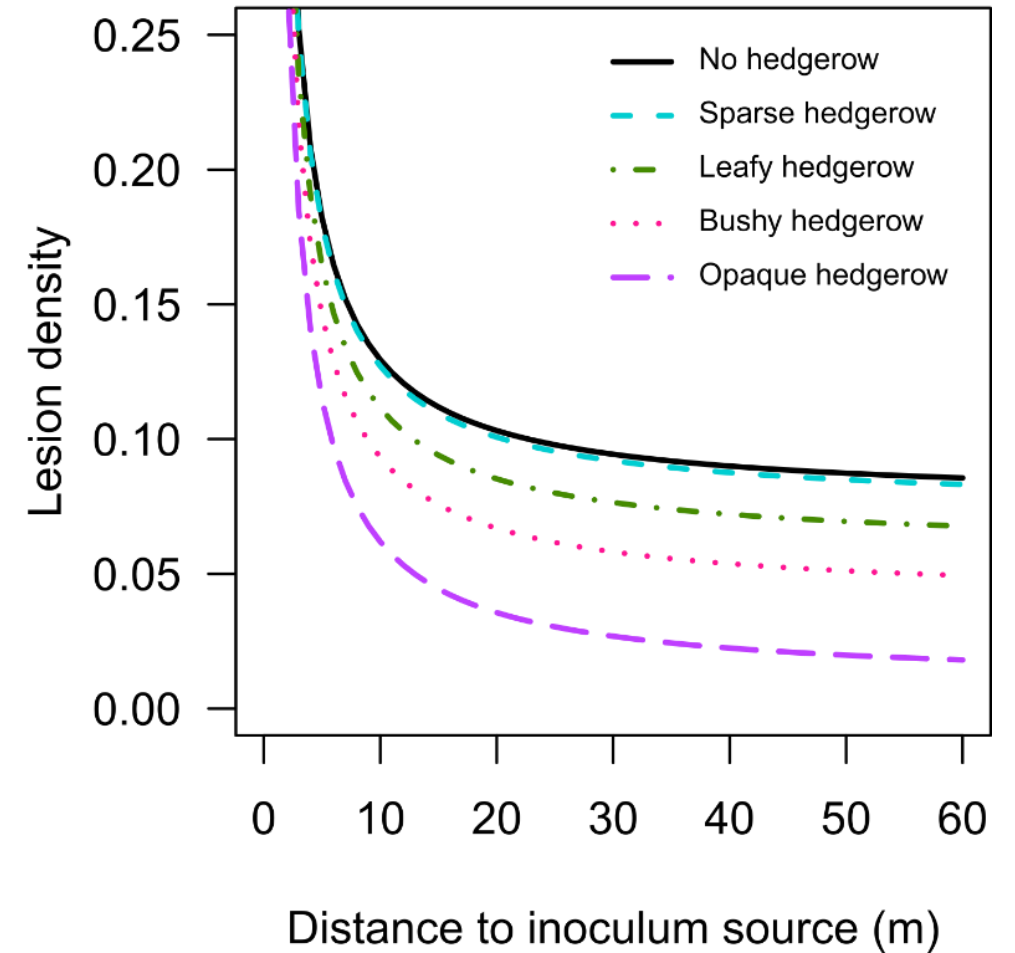 0.25
0.20
0.15
0.10
0.05
0.00
Lesion density
No hedgerow
Sparse hedgerow
Leafy hedgerow
Bushy hedgerow
Opaque hedgerow
0 10 20 30 40 50 60
Distance to inoculum source (m)